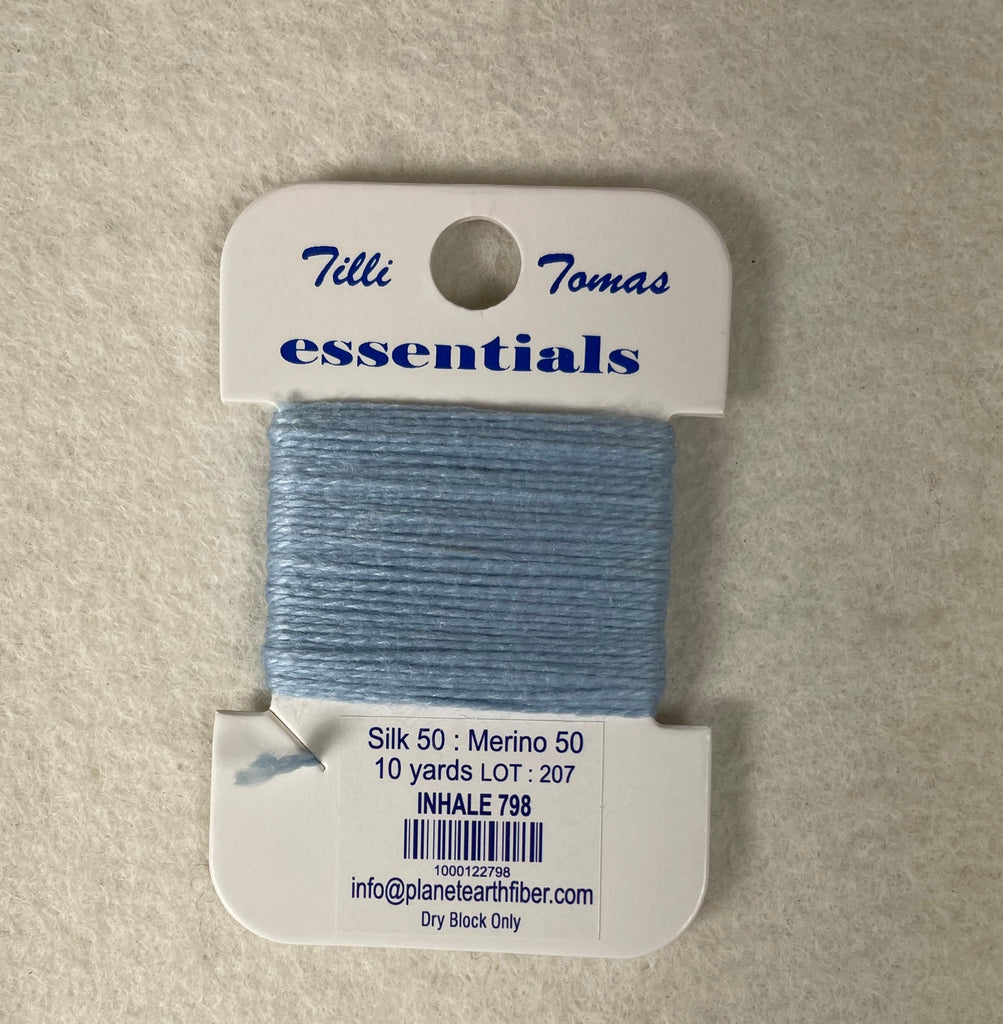 Tilli Tomas
essentials
Silk 50 : Merino 50
10 yards LOT : 207
INHALE 798
1000122798
info@planetearthfiber.com
Dry Block Only